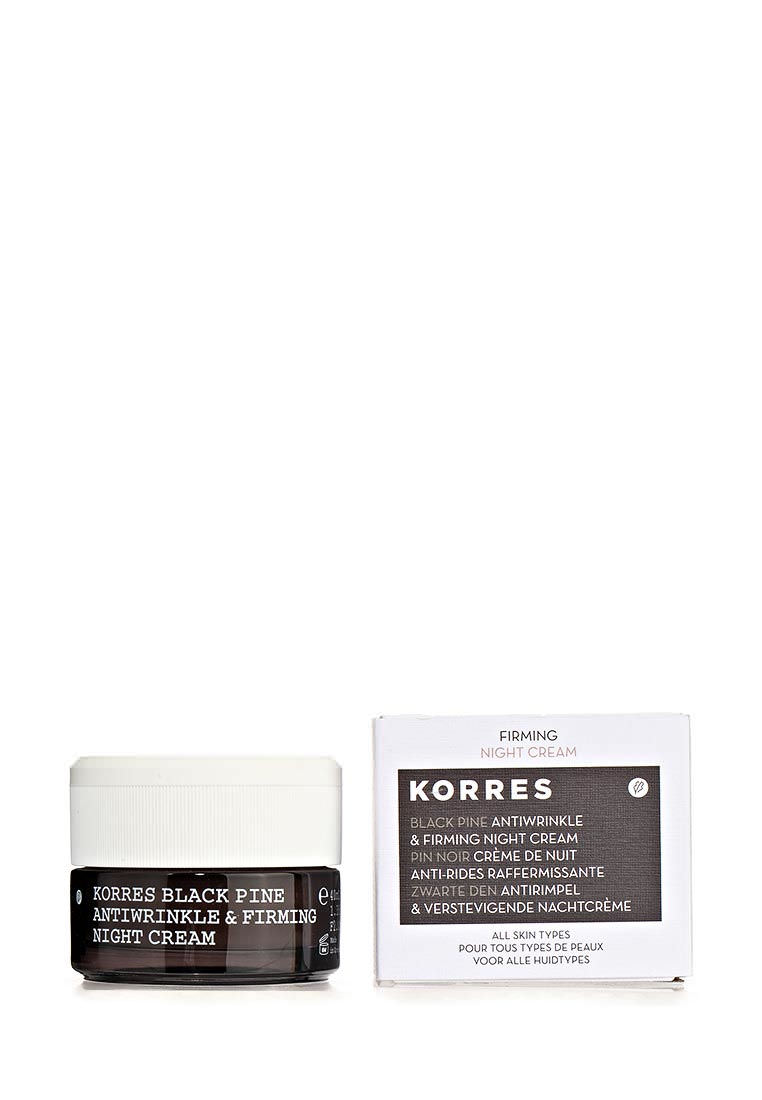 KORRES BLACK PINE
ANTIWRINKLE & FIRMING
NIGHT CREAM
e
FIRMING
NIGHT CREAM
KORRES
BLACK PINE ANTIWRINKLE
& FIRMING NIGHT CREAM
PIN NOIR CRÈME DE NUIT
ANTI-RIDES RAFFERMISSANTE
ZWARTE DEN ANTIRIMPEL
& VERSTEVIGENDE NACHTCRÈME
ALL SKIN TYPES
POUR TOUS TYPES DE PEAUX
VOOR ALLE HUIDTYPES